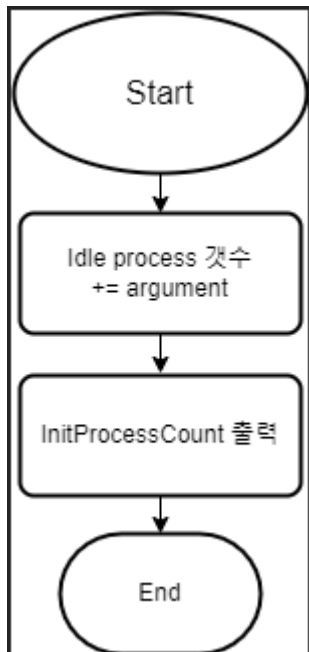 Start
Idle process 갯수
+= argument
InitProcessCount 출력
End